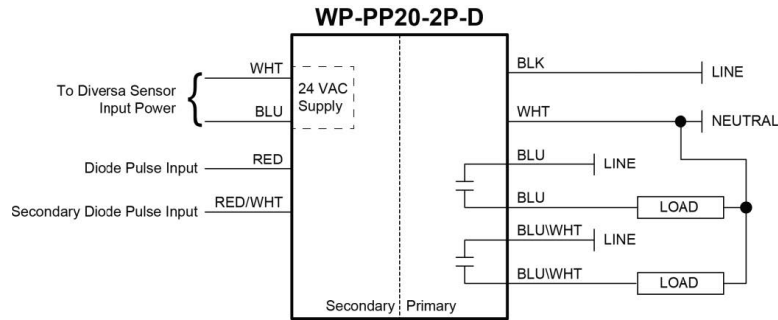 WP-PP20-2P-D
WHT
To Diversa Sensor
Input Power
BLU
24 VAC
Supply
Diode Pulse Input
RED
Secondary Diode Pulse Input
RED/WHT
BLK
LINE
WHT
NEUTRAL
BLU
LINE
BLU
LOAD
BLU\WHT
LINE
BLU\WHT
LOAD
Secondary
Primary